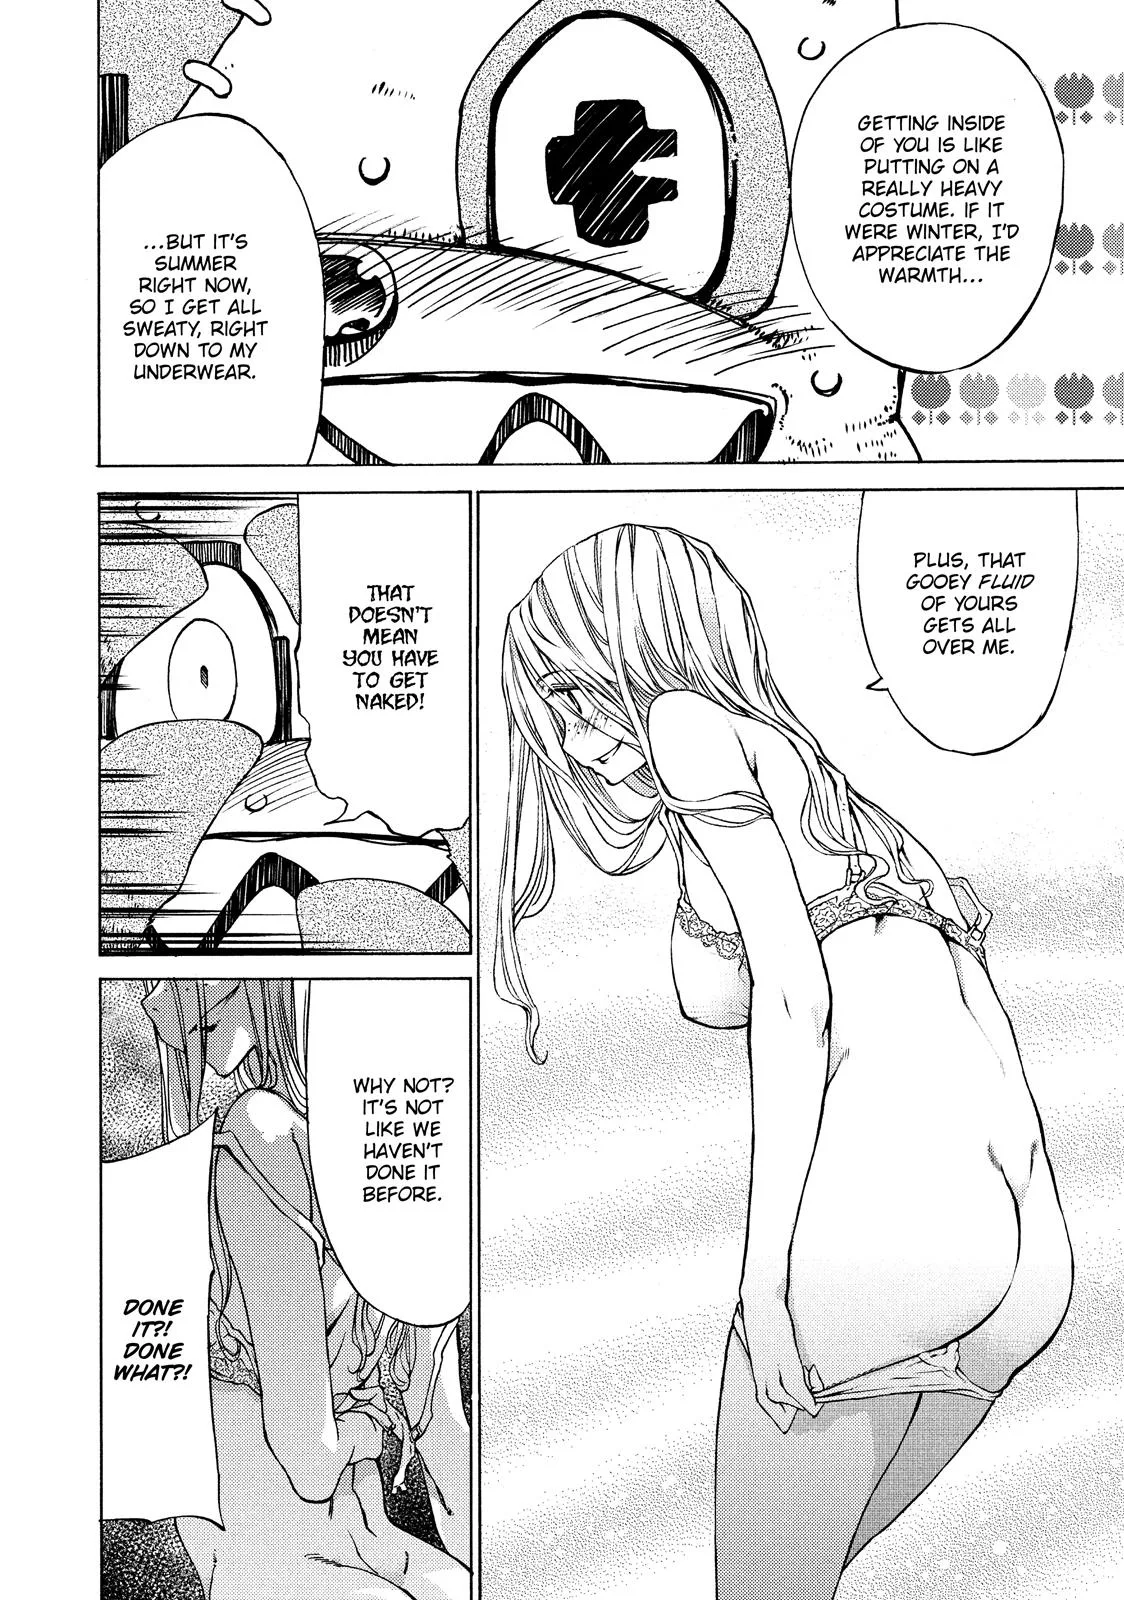 GETTING INSIDE
OF YOU IS LIKE
PUTTING ON A
REALLY HEAVY
COSTUME. IF IT
WERE WINTER, I'D
APPRECIATE THE
WARMTH...
...BUT IT'S
SUMMER
RIGHT NOW,
SO I GET ALL
SWEATY, RIGHT
DOWN TO MY
UNDERWEAR.
PLUS, THAT
GOOEY FLUID
OF YOURS
GETS ALL
OVER ME.
THAT
DOESN'T
MEAN
YOU HAVE
TO GET
NAKED!
WHY NOT?
IT'S NOT
LIKE WE
HAVEN'T
DONE IT
BEFORE.
DONE
IT?!
DONE
WHAT?!